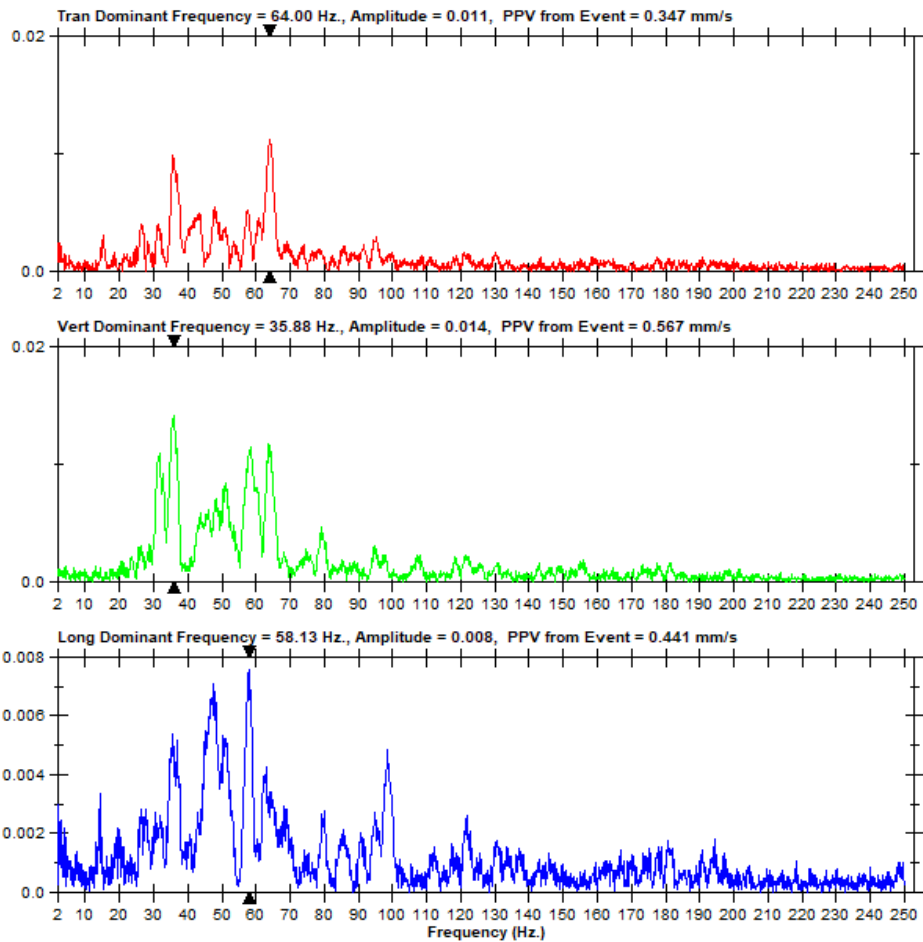 Tran Dominant Frequency = 64.00 Hz., Amplitude = 0.011, PPV from Event = 0.347 mm/s
0.02
0.0
2 10 20 30 40 50 60 70 80 90 100 110 120 130 140 150 160 170 180 190 200 210 220 230 240 250
Vert Dominant Frequency = 35.88 Hz., Amplitude = 0.014, PPV from Event = 0.567 mm/s
0.02
0.0
2 10 20 30 40 50 60 70 80 90 100 110 120 130 140 150 160 170 180 190 200 210 220 230 240 250
Long Dominant Frequency = 58.13 Hz., Amplitude = 0.008, PPV from Event = 0.441 mm/s
0.008
0.006
0.004
0.002
0.0
2 10 20 30 40 50 60 70 80 90 100 110 120 130 140 150 160 170 180 190 200 210 220 230 240 250
Frequency (Hz.)